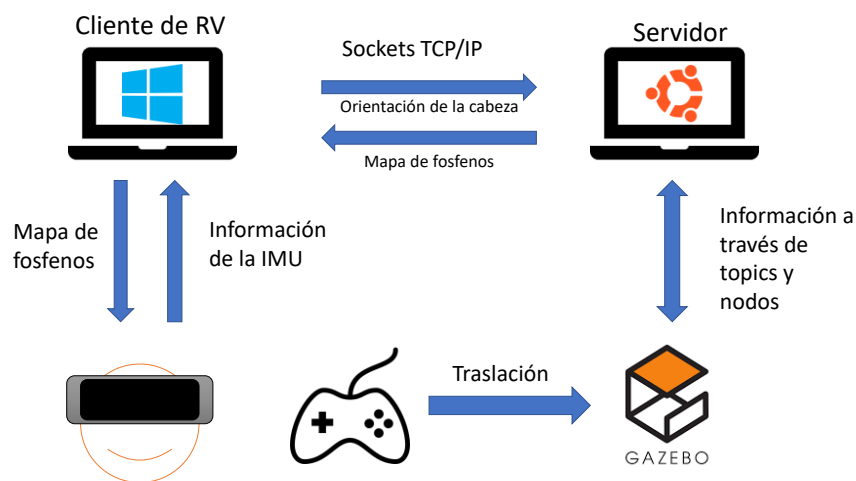 Cliente de RV
Sockets TCP/IP
Servidor
Orientación de la cabeza
Mapa de fosfenos
Mapa de
fosfenos
Información
de la IMU
Información a
través de
topics y
nodos
Traslación
GAZEBO